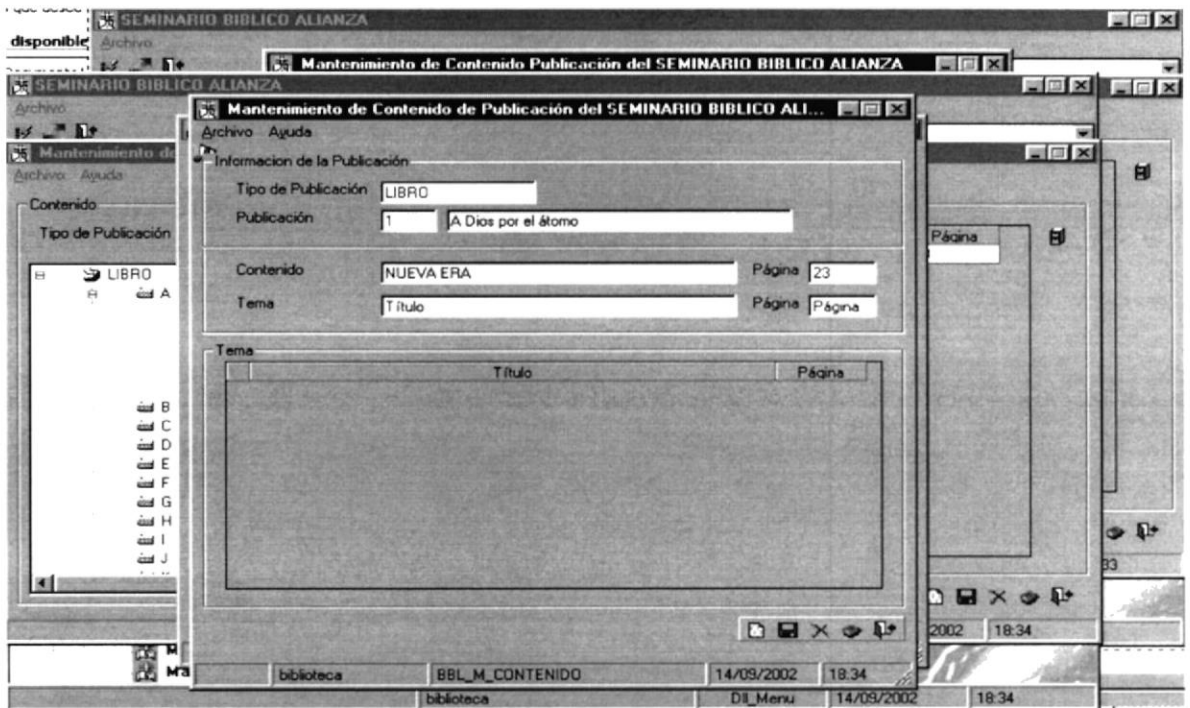 que desee
SEMINARIO BIBLICO ALIANZA
disponible
Archivo
Mantenimiento de Contenido Publicación del SEMINARIO BIBLICO ALIANZA
SEMINARIO BIBLICO ALIANZA
Archivo
Mantenimiento de Contenido de Publicación del SEMINARIO BIBLICO ALI...
Archivo Ayuda
Mantenimiento de
Archivo Ayuda
Informacion de la Publicación
Tipo de Publicación LIBRO
Publicación 1 A Dios por el átomo
Contenido
Tipo de Publicación
Página
Contenido NUEVA ERA Página 23
Tema Título Página Página
LIBRO
A
B
C
D
E
F
G
H
I
J
Tema
Título Página
33
2002 18:34
M
Ma
biblioteca BBL_M_CONTENIDO 14/09/2002 18:34
biblioteca Dll_Menu 14/09/2002 18:34